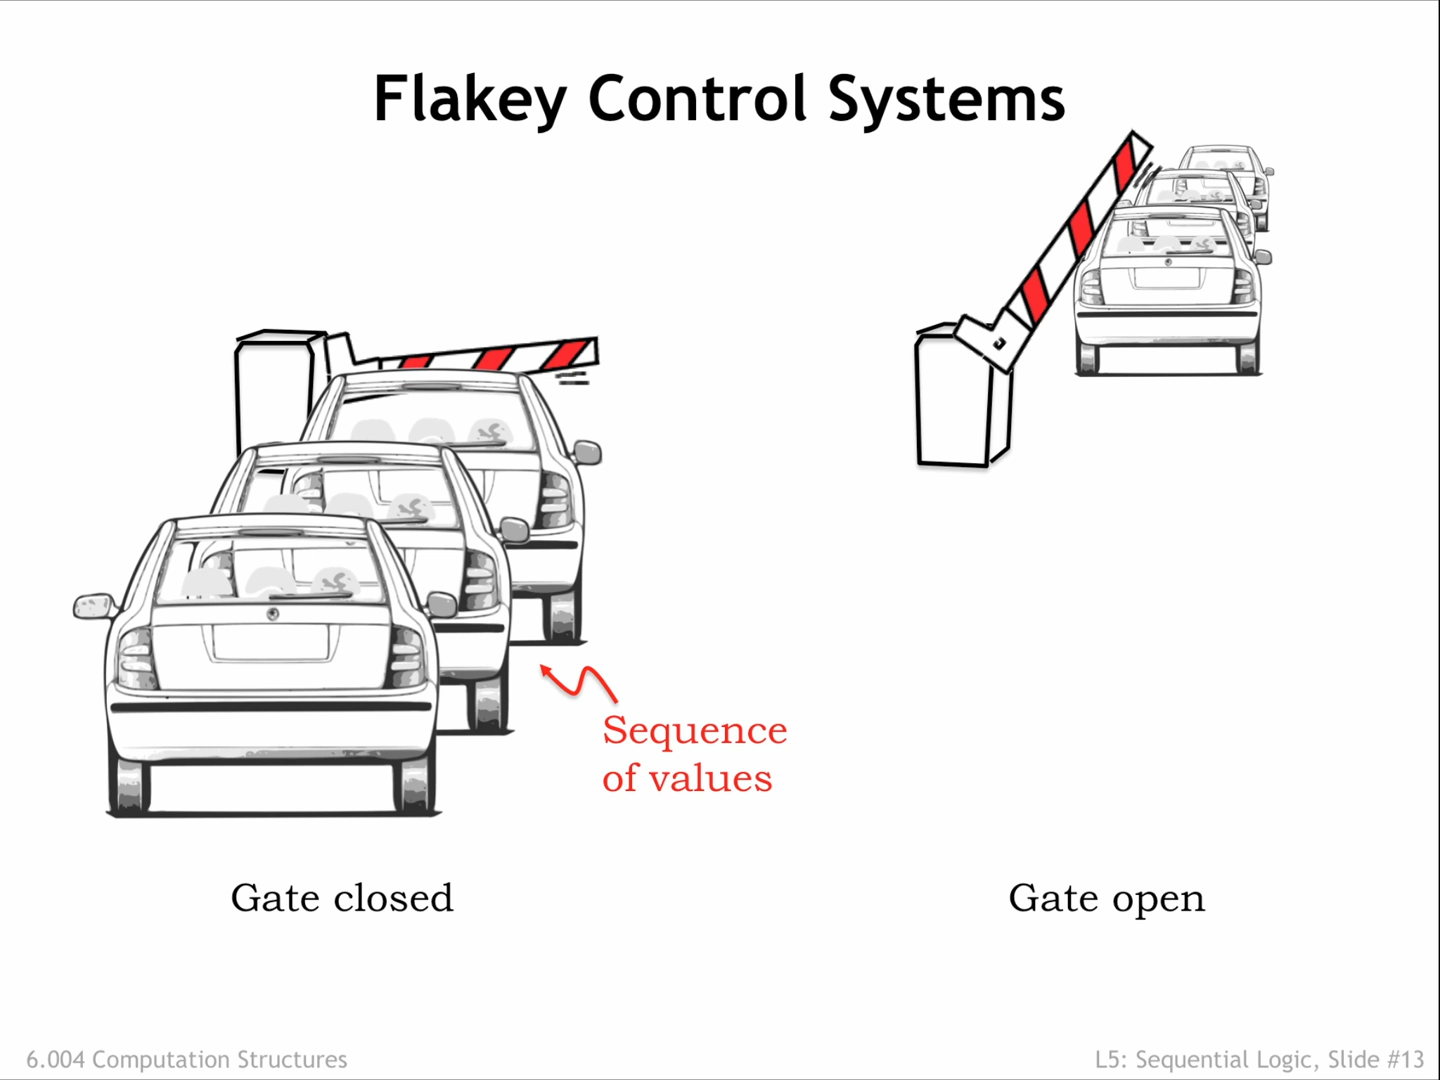 Flakey Control Systems
Sequence
of values
Gate closed
Gate open
6.004 Computation Structures
L5: Sequential Logic, Slide #13